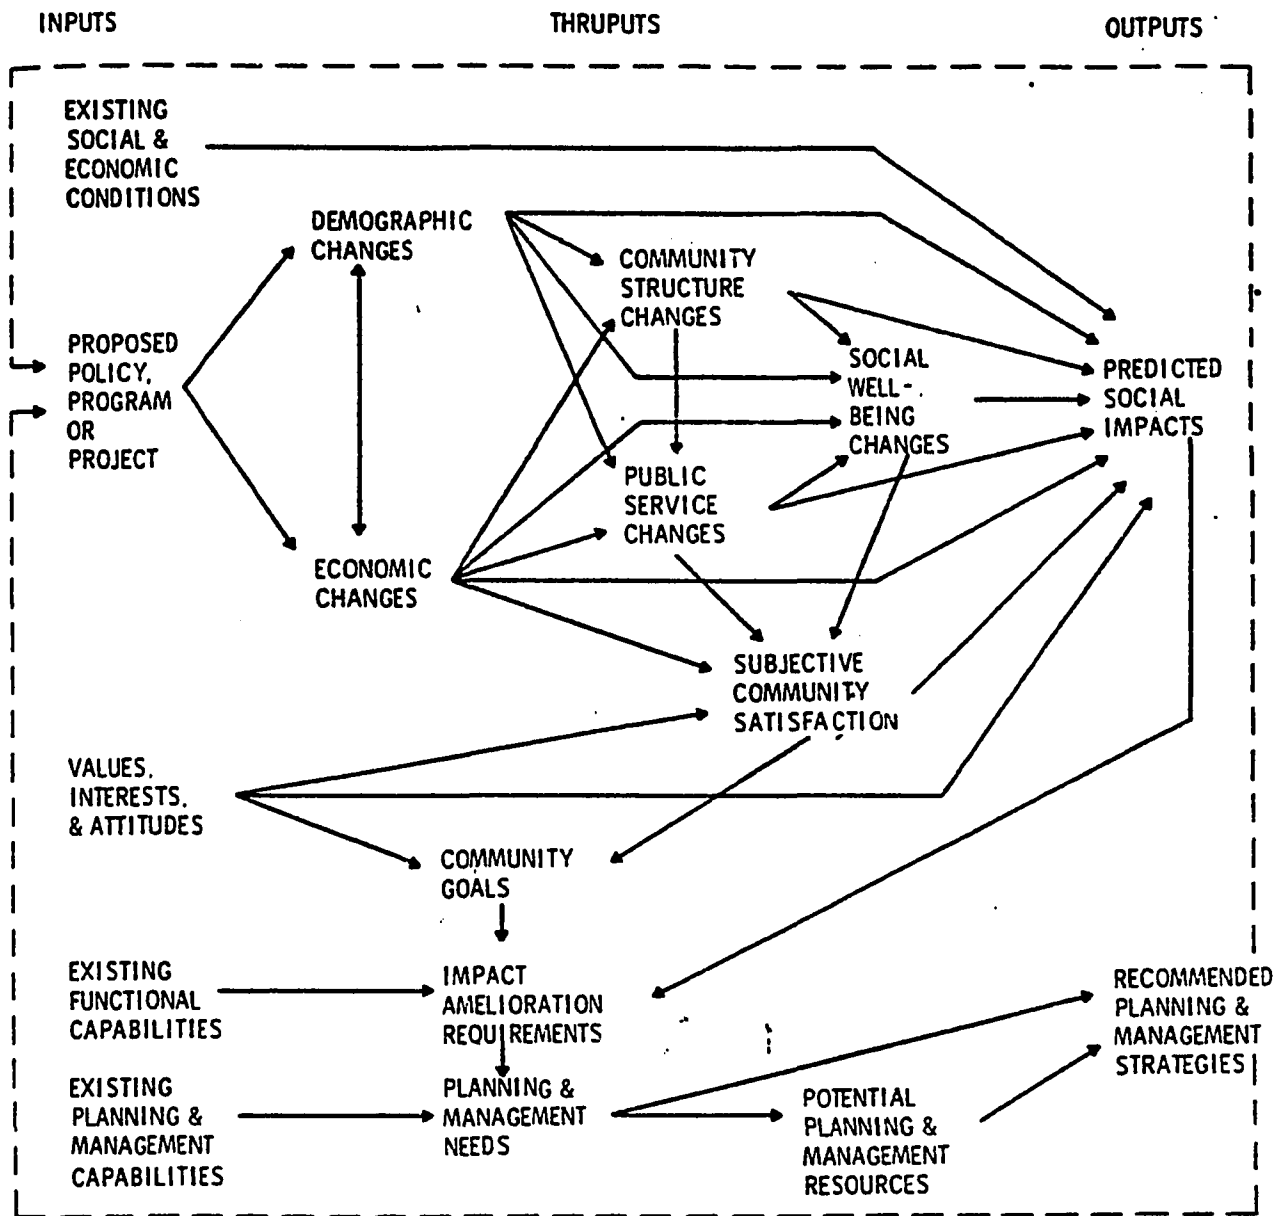 INPUTS
THRUPUTS
OUTPUTS
EXISTING
SOCIAL &
ECONOMIC
CONDITIONS
DEMOGRAPHIC
CHANGES
COMMUNITY
STRUCTURE
CHANGES
PROPOSED
POLICY,
PROGRAM
OR
PROJECT
SOCIAL
WELL-
BEING
CHANGES
PREDICTED
SOCIAL
IMPACTS
PUBLIC
SERVICE
CHANGES
ECONOMIC
CHANGES
SUBJECTIVE
COMMUNITY
SATISFACTION
VALUES,
INTERESTS,
& ATTITUDES
COMMUNITY
GOALS
EXISTING
FUNCTIONAL
CAPABILITIES
IMPACT
AMELIORATION
REQUIREMENTS
RECOMMENDED
PLANNING &
MANAGEMENT
STRATEGIES
EXISTING
PLANNING &
MANAGEMENT
CAPABILITIES
PLANNING &
MANAGEMENT
NEEDS
POTENTIAL
PLANNING &
MANAGEMENT
RESOURCES